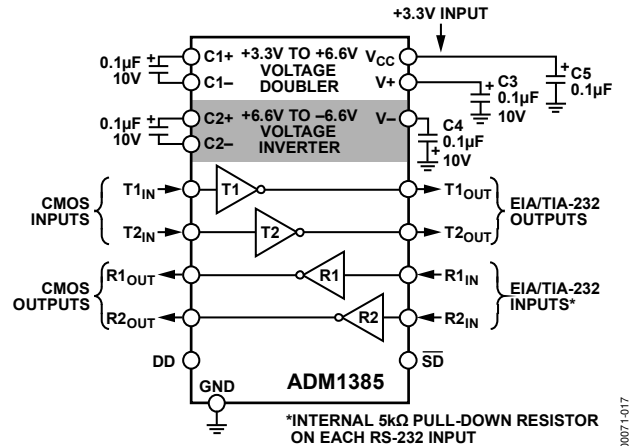 +3.3V INPUT
0.1µF
10V
+
C1+
C1–
+3.3V TO +6.6V
VOLTAGE
DOUBLER
VCC
V+
+
C3
0.1µF
10V
+
C5
0.1µF
0.1µF
10V
+
C2+
C2–
+6.6V TO –6.6V
VOLTAGE
INVERTER
V–
C4
0.1µF
+
10V
CMOS
INPUTS
T1IN
T2IN
T1
T2
T1OUT
T2OUT
EIA/TIA-232
OUTPUTS
CMOS
OUTPUTS
R1OUT
R2OUT
R1
R2
R1IN
R2IN
EIA/TIA-232
INPUTS*
DD
SD
GND
ADM1385
*INTERNAL 5kΩ PULL-DOWN RESISTOR
ON EACH RS-232 INPUT
00071-017